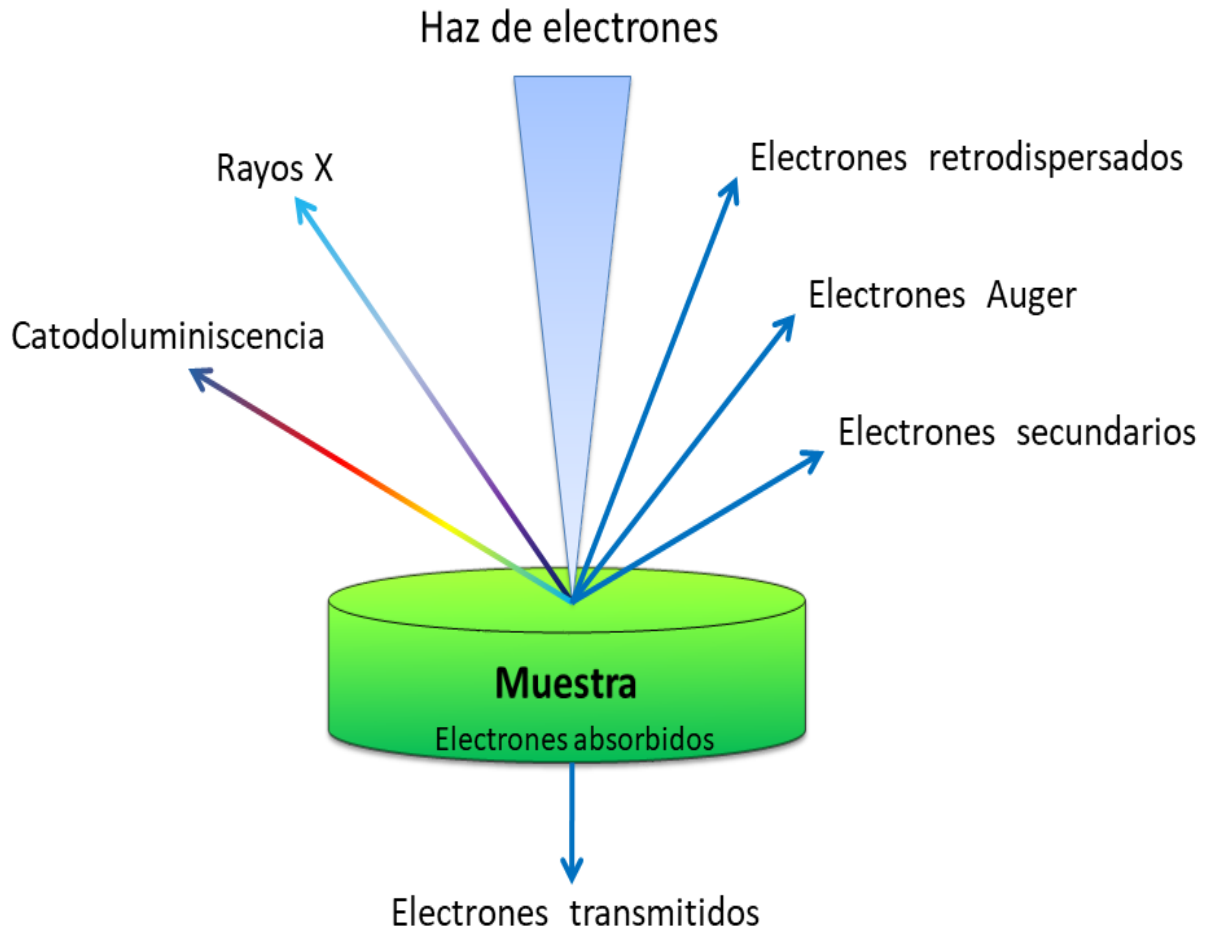 Haz de electrones
Rayos X
Electrones retrodispersados
Electrones Auger
Catodoluminiscencia
Electrones secundarios
Muestra
Electrones absorbidos
Electrones transmitidos